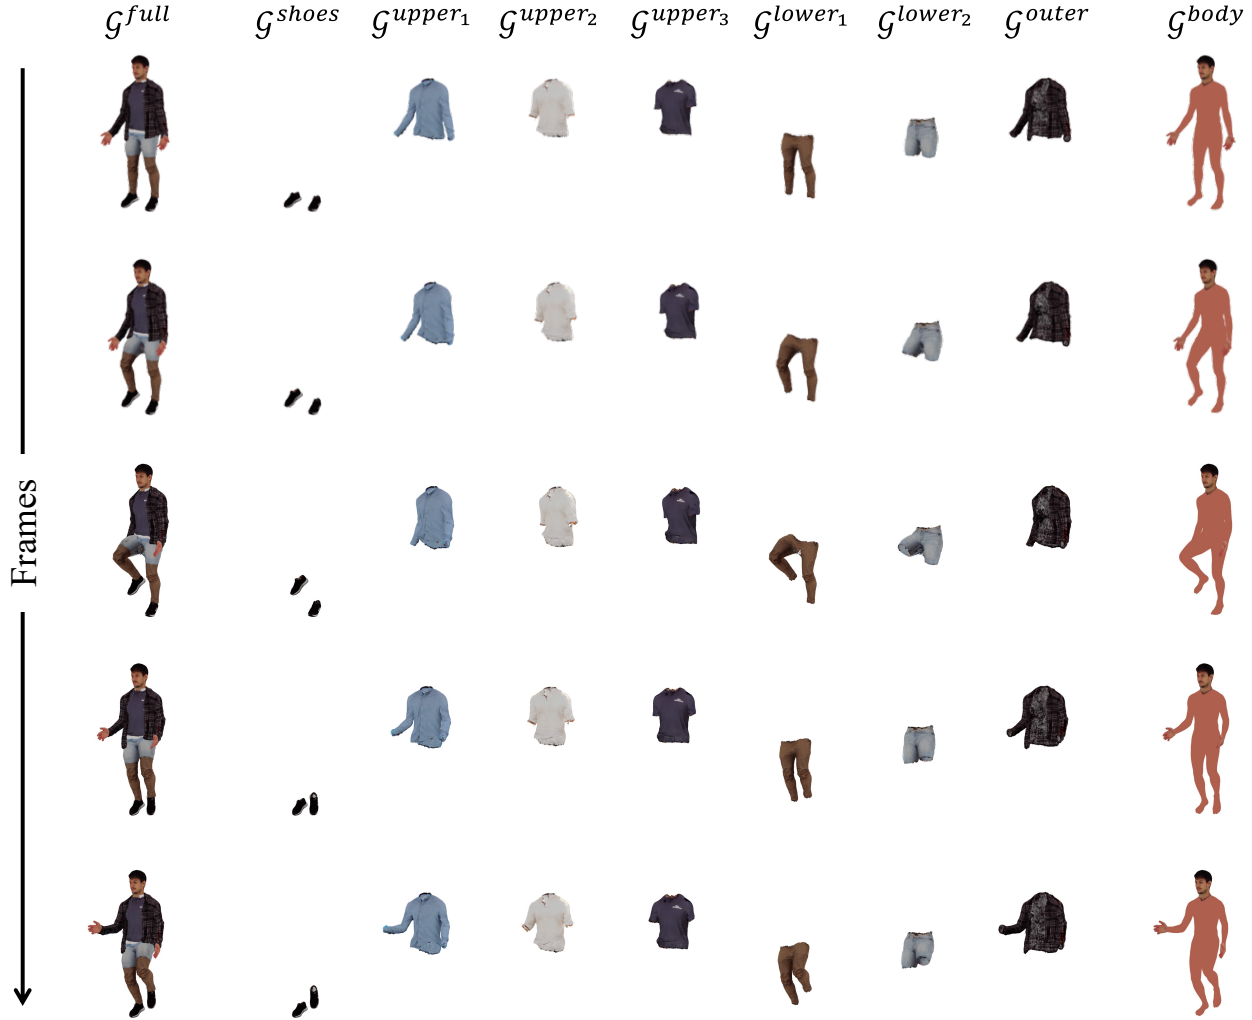 𝒢^full 𝒢^shoes 𝒢^upper₁ 𝒢^upper₂ 𝒢^upper₃ 𝒢^lower₁ 𝒢^lower₂ 𝒢^outer 𝒢^body
Frames